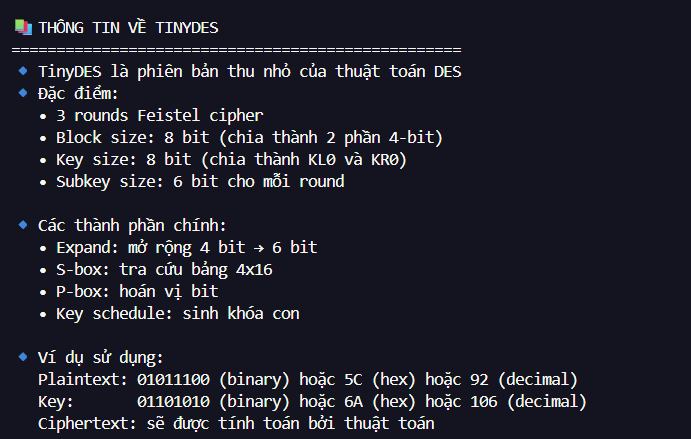 📚 THÔNG TIN VỀ TINYDES
==================================================
🔹 TinyDES là phiên bản thu nhỏ của thuật toán DES
🔹 Đặc điểm:
• 3 rounds Feistel cipher
• Block size: 8 bit (chia thành 2 phần 4-bit)
• Key size: 8 bit (chia thành KL0 và KR0)
• Subkey size: 6 bit cho mỗi round
🔹 Các thành phần chính:
• Expand: mở rộng 4 bit → 6 bit
• S-box: tra cứu bảng 4x16
• P-box: hoán vị bit
• Key schedule: sinh khóa con
🔹 Ví dụ sử dụng:
Plaintext: 01011100 (binary) hoặc 5C (hex) hoặc 92 (decimal)
Key: 01101010 (binary) hoặc 6A (hex) hoặc 106 (decimal)
Ciphertext: sẽ được tính toán bởi thuật toán